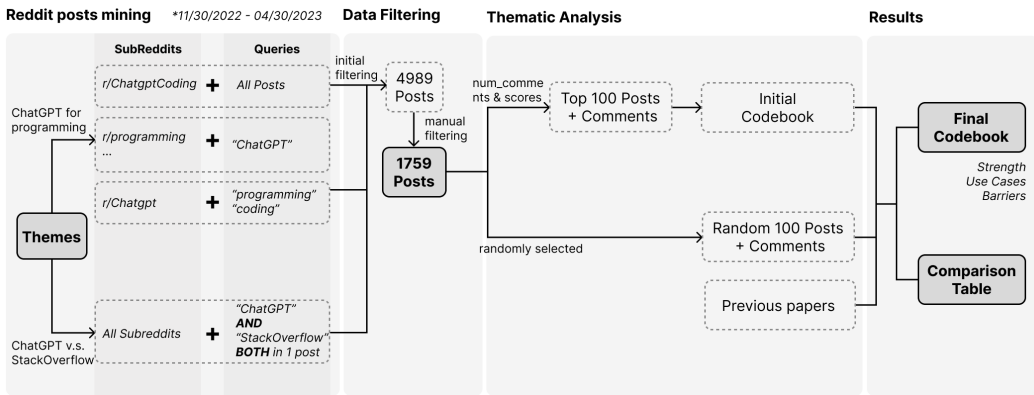 Reddit posts mining
*11/30/2022 - 04/30/2023
Data Filtering
Thematic Analysis
Results
SubReddits
Queries
r/ChatgptCoding
+
All Posts
ChatGPT for
programming
r/programming
...
+
“ChatGPT”
r/Chatgpt
+
“programming”
“coding”
Themes
All Subreddits
+
“ChatGPT”
AND
“StackOverflow”
BOTH in 1 post
ChatGPT v.s.
StackOverflow
initial
filtering
4989
Posts
manual
filtering
1759
Posts
num_comme
nts & scores
Top 100 Posts
+ Comments
Initial
Codebook
randomly selected
Random 100 Posts
+ Comments
Previous papers
Final
Codebook
Strength
Use Cases
Barriers
Comparison
Table